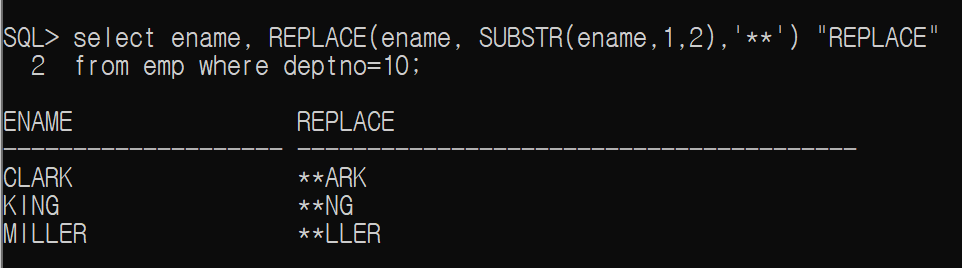 SQL> select ename, REPLACE(ename, SUBSTR(ename,1,2),'**') "REPLACE"
  2  from emp where deptno=10;
ENAME                REPLACE
-------------------- ----------------------------------------
CLARK                **ARK
KING                 **NG
MILLER               **LLER